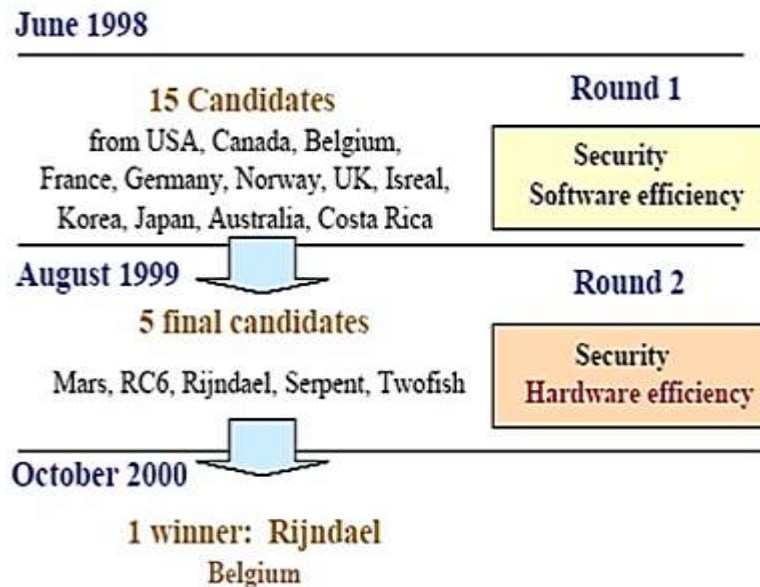 June 1998
15 Candidates
from USA, Canada, Belgium,
France, Germany, Norway, UK, Isreal,
Korea, Japan, Australia, Costa Rica
Round 1
Security
Software efficiency
August 1999
5 final candidates
Mars, RC6, Rijndael, Serpent, Twofish
Round 2
Security
Hardware efficiency
October 2000
1 winner: Rijndael
Belgium